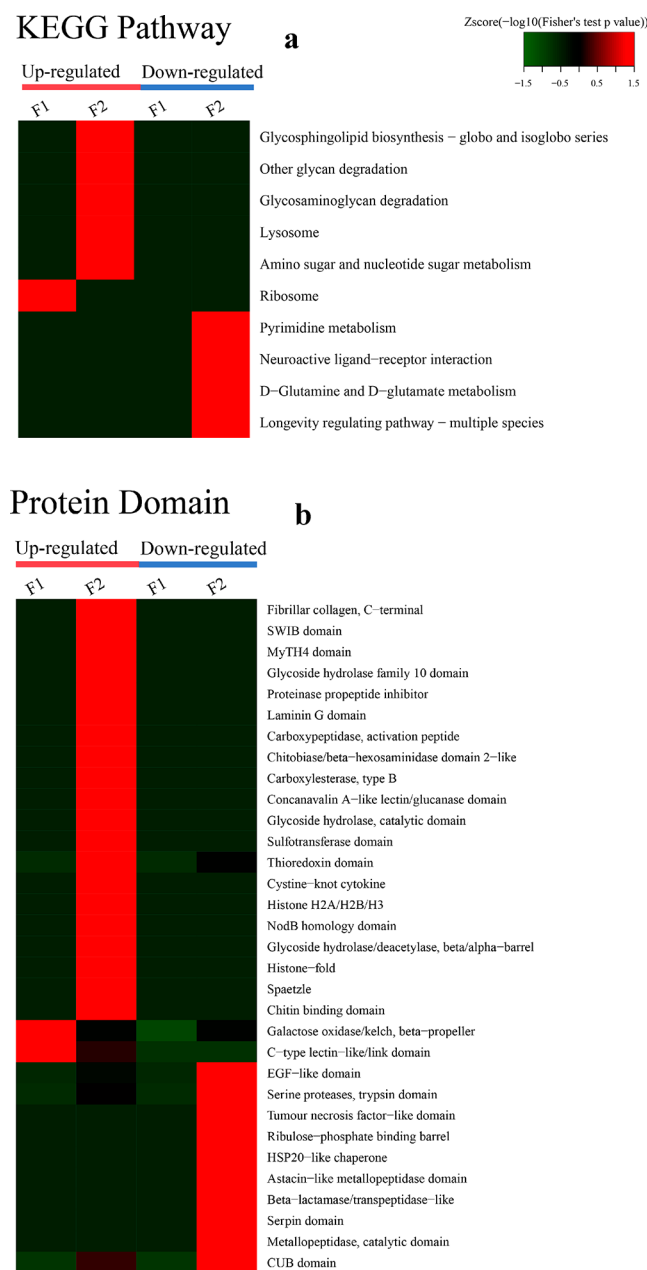 KEGG Pathway
a
Zscore(−log10(Fisher's test p value))
−1.5 −0.5 0 0.5 1.5
Up-regulated Down-regulated
F1 F2 F1 F2
Glycosphingolipid biosynthesis − globo and isoglobo series
Other glycan degradation
Glycosaminoglycan degradation
Lysosome
Amino sugar and nucleotide sugar metabolism
Ribosome
Pyrimidine metabolism
Neuroactive ligand−receptor interaction
D−Glutamine and D−glutamate metabolism
Longevity regulating pathway − multiple species
Protein Domain
b
Up-regulated Down-regulated
F1 F2 F1 F2
Fibrillar collagen, C−terminal
SWIB domain
MyTH4 domain
Glycoside hydrolase family 10 domain
Proteinase propeptide inhibitor
Laminin G domain
Carboxypeptidase, activation peptide
Chitobiase/beta−hexosaminidase domain 2−like
Carboxylesterase, type B
Concanavalin A−like lectin/glucanase domain
Glycoside hydrolase, catalytic domain
Sulfotransferase domain
Thioredoxin domain
Cystine−knot cytokine
Histone H2A/H2B/H3
NodB homology domain
Glycoside hydrolase/deacetylase, beta/alpha−barrel
Histone−fold
Spaetzle
Chitin binding domain
Galactose oxidase/kelch, beta−propeller
C−type lectin−like/link domain
EGF−like domain
Serine proteases, trypsin domain
Tumour necrosis factor−like domain
Ribulose−phosphate binding barrel
HSP20−like chaperone
Astacin−like metallopeptidase domain
Beta−lactamase/transpeptidase−like
Serpin domain
Metallopeptidase, catalytic domain
CUB domain